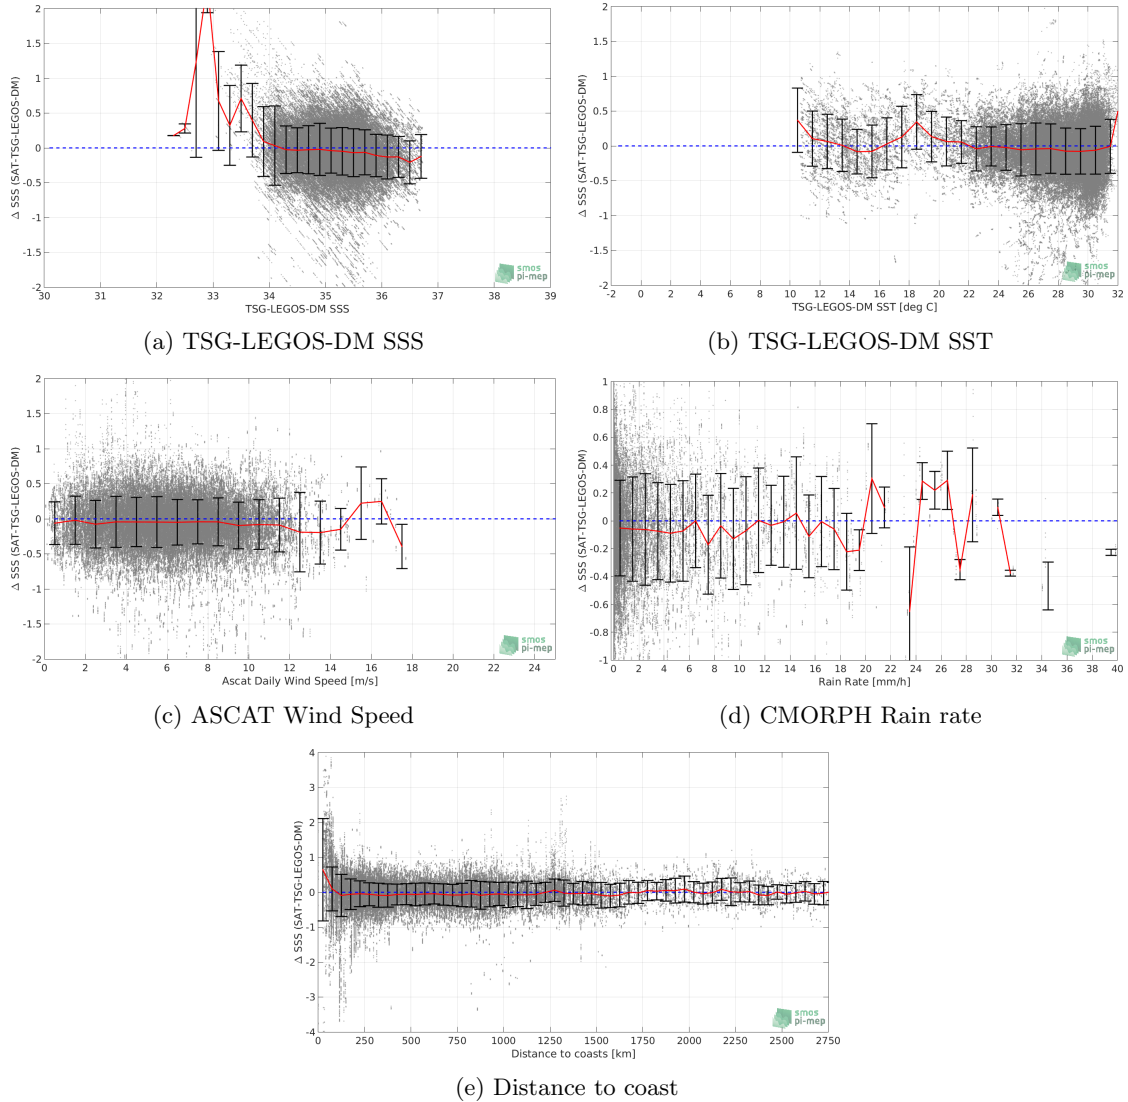 2
1.5
1
0.5
0
-0.5
-1
-1.5
-2
Δ SSS (SAT-TSG-LEGOS-DM)
30 31 32 33 34 35 36 37 38 39
TSG-LEGOS-DM SSS
smos
pi-mep
(a) TSG-LEGOS-DM SSS
2
1.5
1
0.5
0
-0.5
-1
-1.5
-2
Δ SSS (SAT-TSG-LEGOS-DM)
-2 0 2 4 6 8 10 12 14 16 18 20 22 24 26 28 30 32
TSG-LEGOS-DM SST [deg C]
smos
pi-mep
(b) TSG-LEGOS-DM SST
2
1.5
1
0.5
0
-0.5
-1
-1.5
-2
Δ SSS (SAT-TSG-LEGOS-DM)
0 2 4 6 8 10 12 14 16 18 20 22 24
Ascat Daily Wind Speed [m/s]
smos
pi-mep
(c) ASCAT Wind Speed
1
0.8
0.6
0.4
0.2
0
-0.2
-0.4
-0.6
-0.8
-1
Δ SSS (SAT-TSG-LEGOS-DM)
0 2 4 6 8 10 12 14 16 18 20 22 24 26 28 30 32 34 36 38 40
Rain Rate [mm/h]
smos
pi-mep
(d) CMORPH Rain rate
4
3
2
1
0
-1
-2
-3
-4
Δ SSS (SAT-TSG-LEGOS-DM)
0 250 500 750 1000 1250 1500 1750 2000 2250 2500 2750
Distance to coasts [km]
smos
pi-mep
(e) Distance to coast